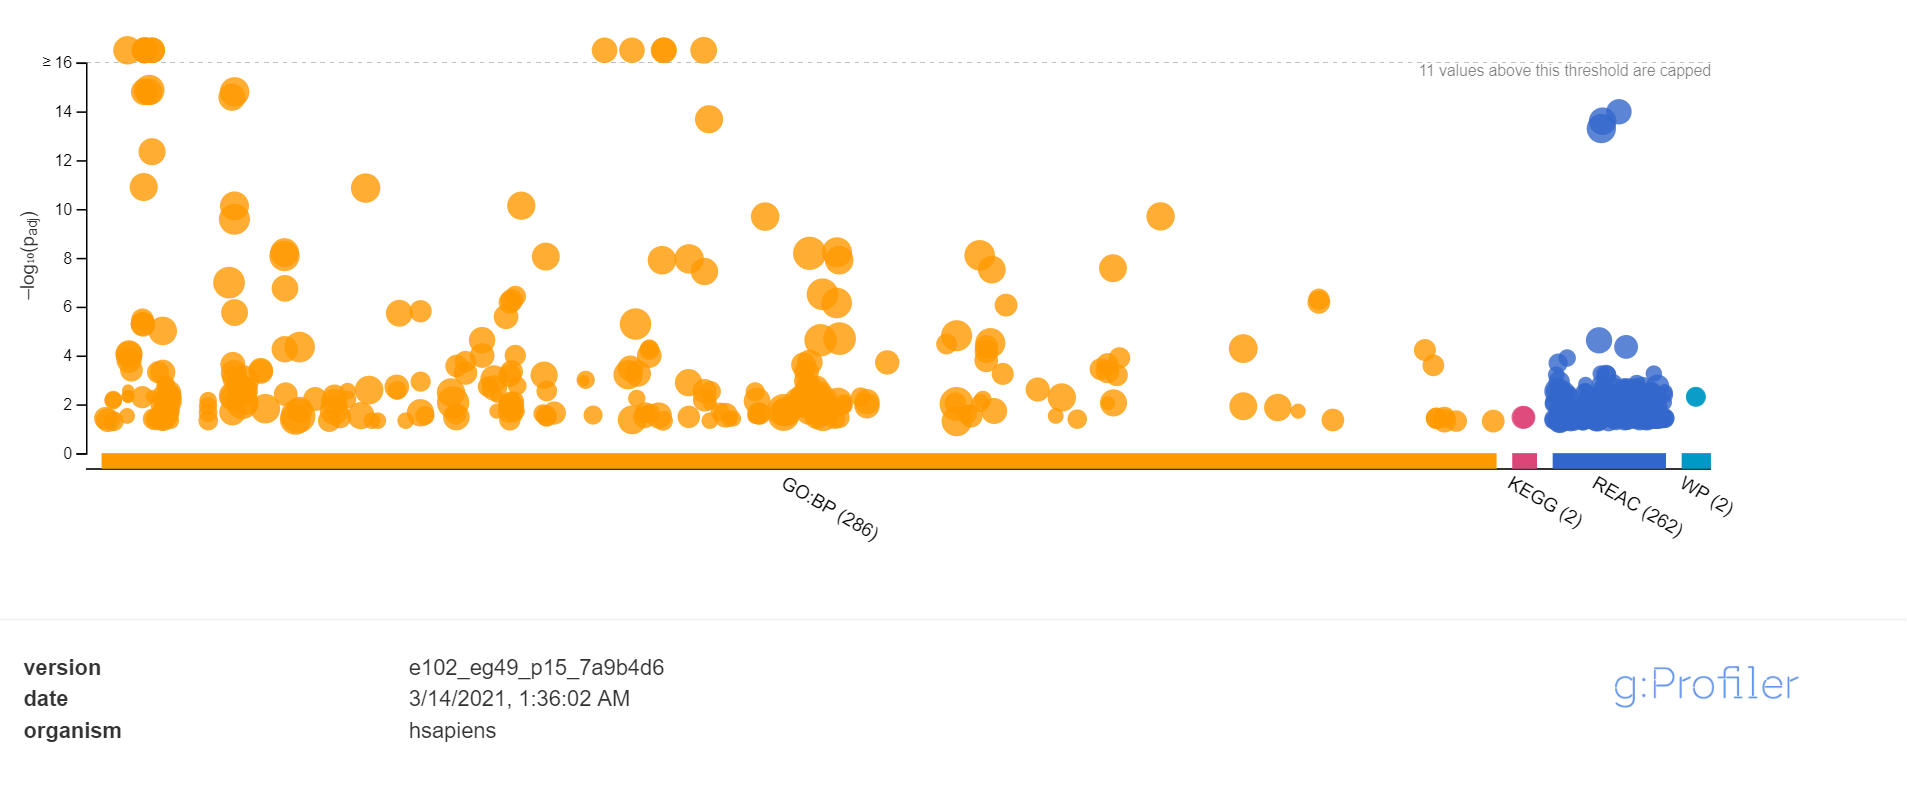 ≥ 16
11 values above this threshold are capped
14
12
10
8
6
4
2
0
−log₁₀(padj)
GO:BP (286)
KEGG (2)
REAC (262)
WP (2)
version e102_eg49_p15_7a9b4d6
date 3/14/2021, 1:36:02 AM
organism hsapiens
g:Profiler